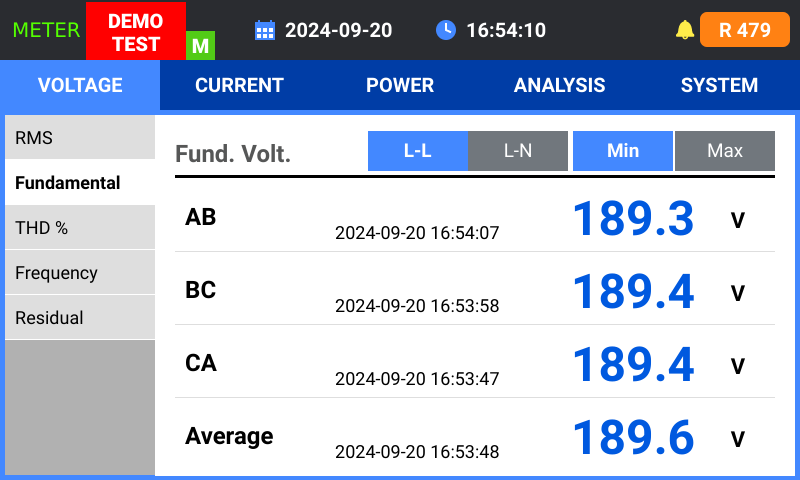 METER
DEMO
TEST
M
2024-09-20
16:54:10
R 479
VOLTAGE
CURRENT
POWER
ANALYSIS
SYSTEM
RMS
Fundamental
THD %
Frequency
Residual
Fund. Volt.
L-L
L-N
Min
Max
AB
2024-09-20 16:54:07
189.3
V
BC
2024-09-20 16:53:58
189.4
V
CA
2024-09-20 16:53:47
189.4
V
Average
2024-09-20 16:53:48
189.6
V